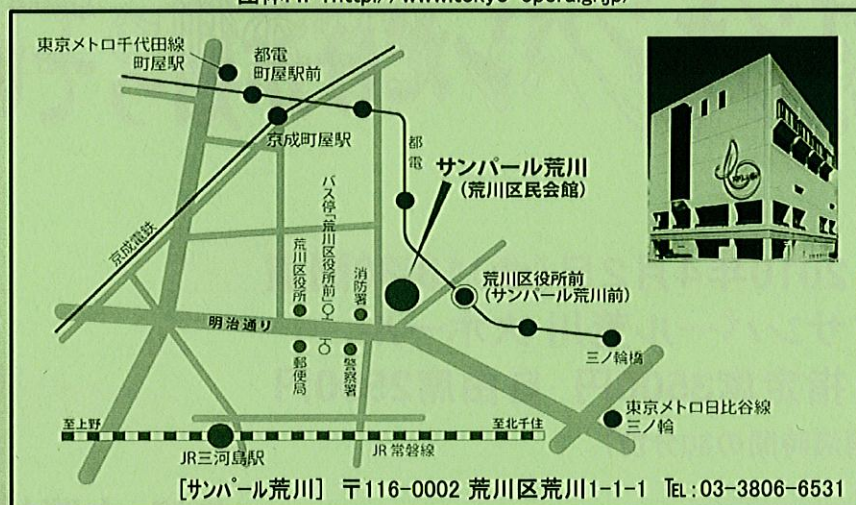 東京メトロ千代田線
町屋駅
都電
町屋駅前
京成町屋駅
都電
サンパール荒川
(荒川区民会館)
京成電鉄
バス停「荒川区役所前」
荒川区役所
消防署
荒川区役所前
(サンパール荒川前)
明治通り
三ノ輪橋
郵便局
警察署
東京メトロ日比谷線
三ノ輪
至上野
至北千住
JR三河島駅
JR常磐線
[サンパール荒川] 〒116-0002 荒川区荒川1-1-1 TEL:03-3806-6531